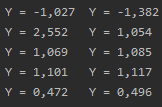 Y = -1,027 Y = -1,382
Y = 2,552 Y = 1,054
Y = 1,069 Y = 1,085
Y = 1,101 Y = 1,117
Y = 0,472 Y = 0,496